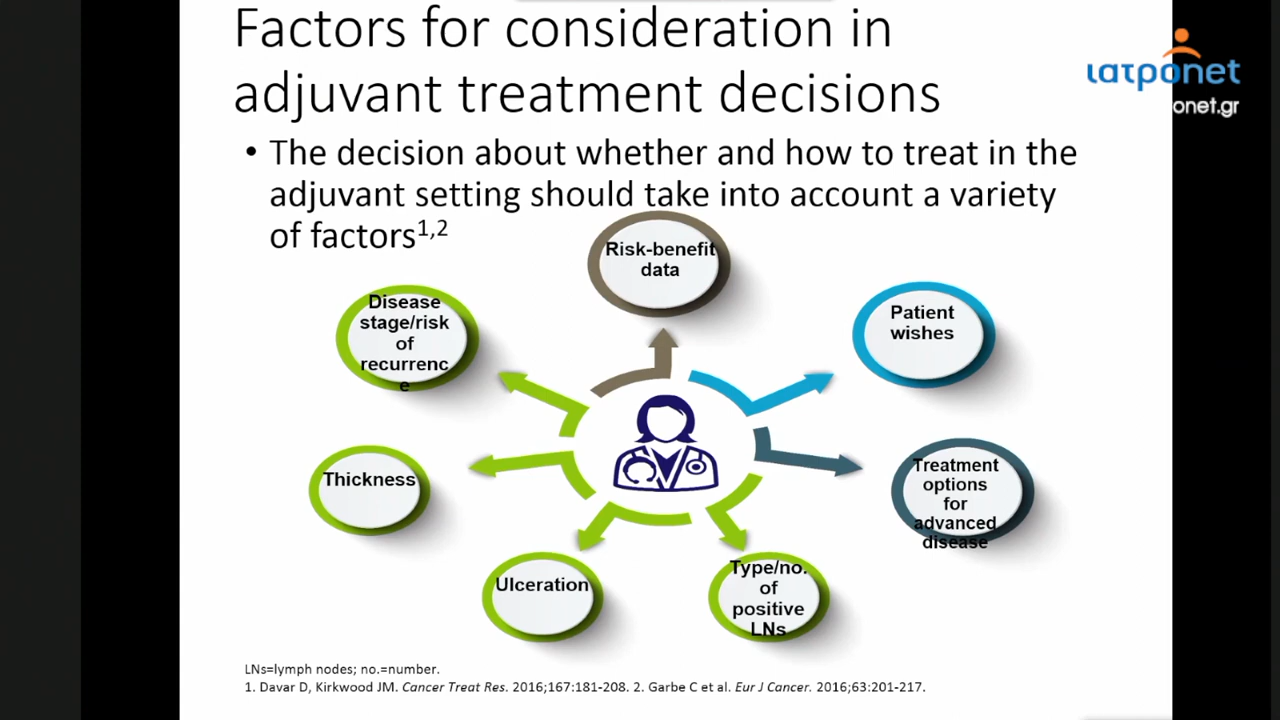 Factors for consideration in
adjuvant treatment decisions
ιατρονet
onet.gr
• The decision about whether and how to treat in the
adjuvant setting should take into account a variety
of factors1,2
Risk-benefit
data
Disease
stage/risk
of
recurrenc
e
Patient
wishes
Thickness
Treatment
options
for
advanced
disease
Ulceration
Type/no.
of
positive
LNs
LNs=lymph nodes; no.=number.
1. Davar D, Kirkwood JM. Cancer Treat Res. 2016;167:181-208. 2. Garbe C et al. Eur J Cancer. 2016;63:201-217.